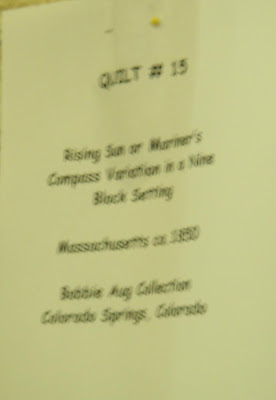 QUILT # 15
Rising Sun or Mariner's
Compass Variation in a Nine
Block Setting
Massachusetts ca. 1850
Bobbie Aug Collection
Colorado Springs, Colorado